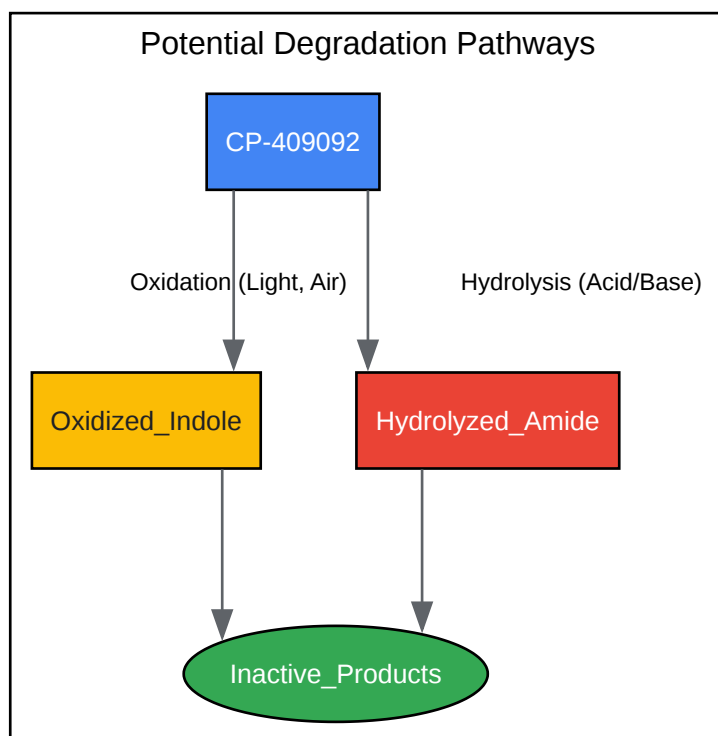 Potential Degradation Pathways
CP-409092
Oxidation (Light, Air)
Hydrolysis (Acid/Base)
Oxidized_Indole
Hydrolyzed_Amide
Inactive_Products